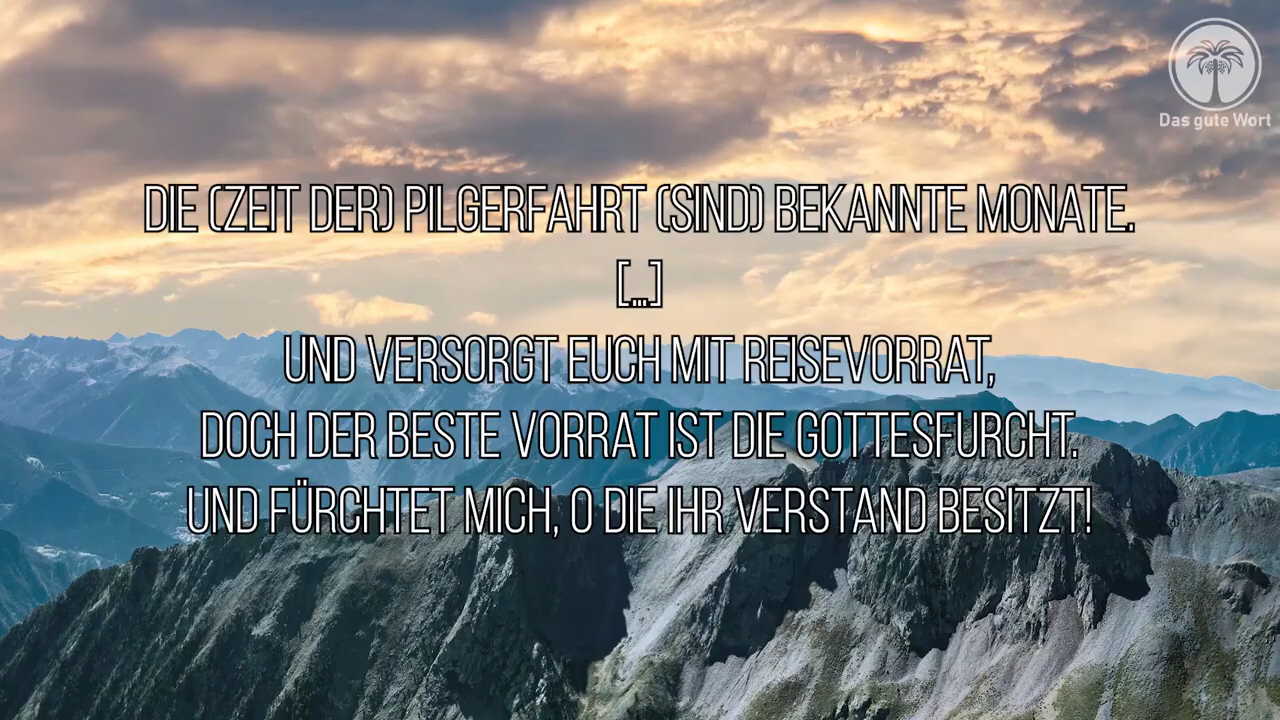 Das gute Wort
DIE (ZEIT DER) PILGERFAHRT (SIND) BEKANNTE MONATE.
[...]
UND VERSORGT EUCH MIT REISEVORRAT,
DOCH DER BESTE VORRAT IST DIE GOTTESFURCHT.
UND FÜRCHTET MICH, O DIE IHR VERSTAND BESITZT!